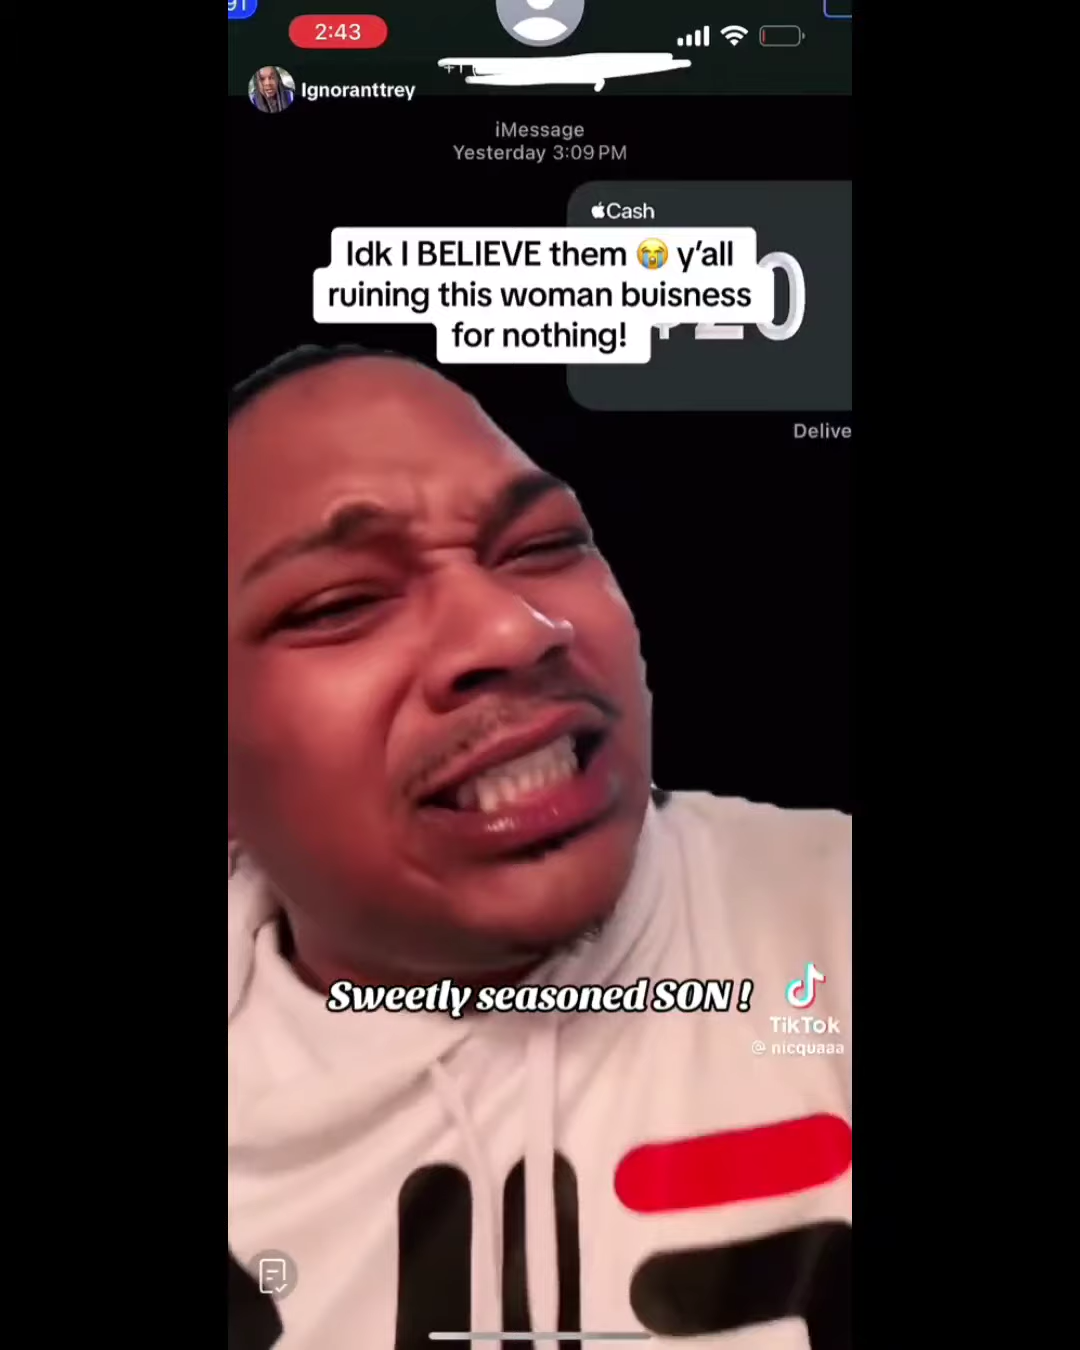 2:43
Ignoranttrey
iMessage
Yesterday 3:09 PM
Cash
Idk I BELIEVE them 😭 y'all
ruining this woman buisness
for nothing!
Delive
Sweetly seasoned SON !
TikTok
@ nicquaaa